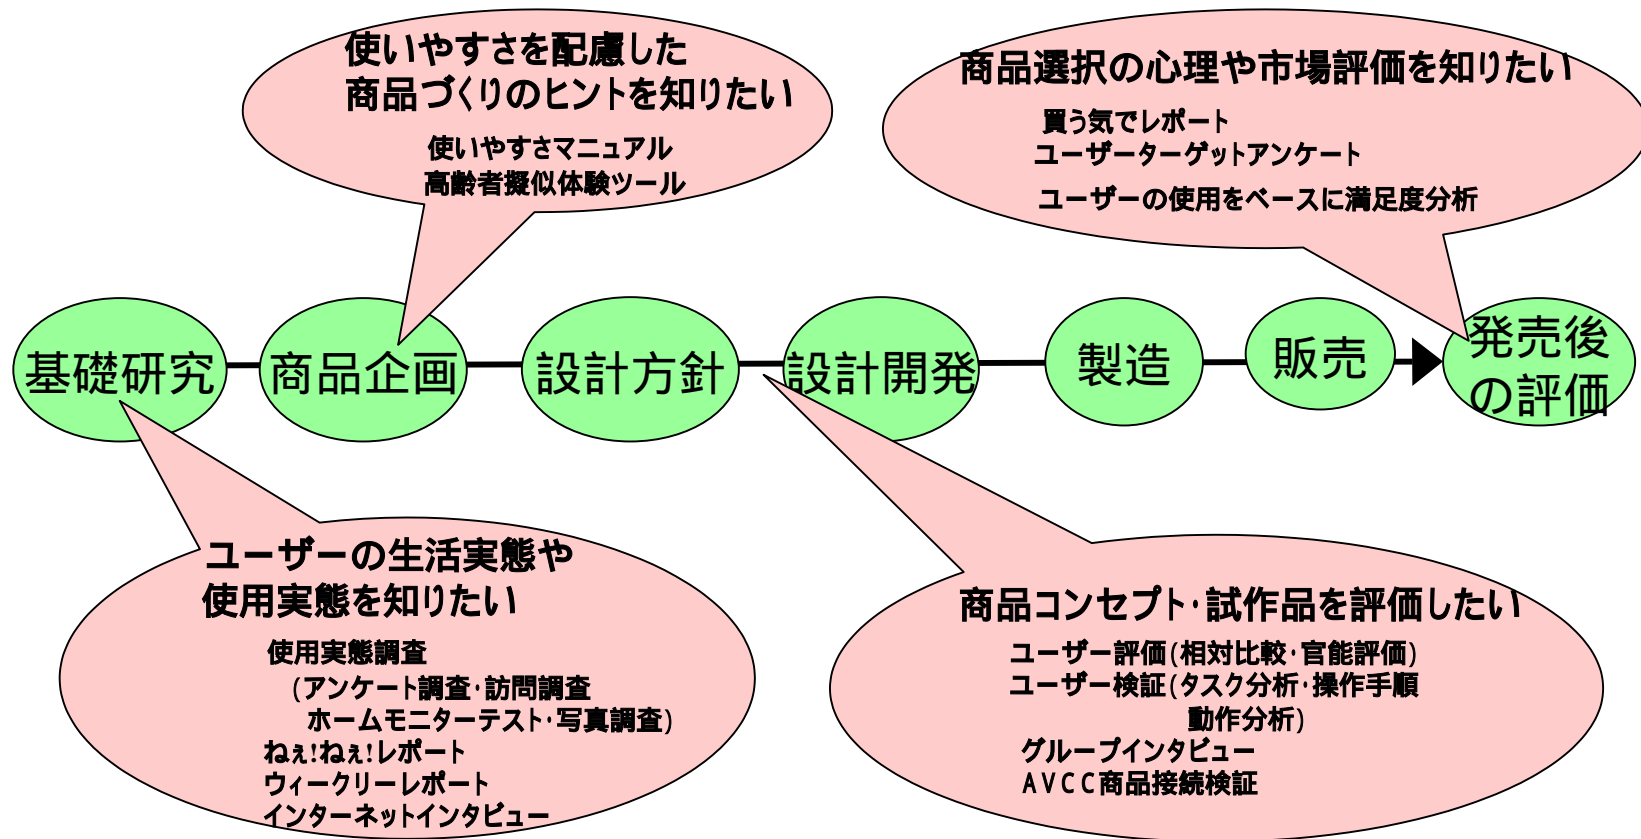 使いやすさを配慮した
商品づくりのヒントを知りたい
使いやすさマニュアル
高齢者擬似体験ツール
商品選択の心理や市場評価を知りたい
買う気でレポート
ユーザーターゲットアンケート
ユーザーの使用をベースに満足度分析
基礎研究
商品企画
設計方針
設計開発
製造
販売
発売後
の評価
ユーザーの生活実態や
使用実態を知りたい
使用実態調査
(アンケート調査・訪問調査
ホームモニターテスト・写真調査)
ねぇ!ねぇ!レポート
ウィークリーレポート
インターネットインタビュー
商品コンセプト・試作品を評価したい
ユーザー評価(相対比較・官能評価)
ユーザー検証(タスク分析・操作手順
動作分析)
グループインタビュー
AVCC商品接続検証